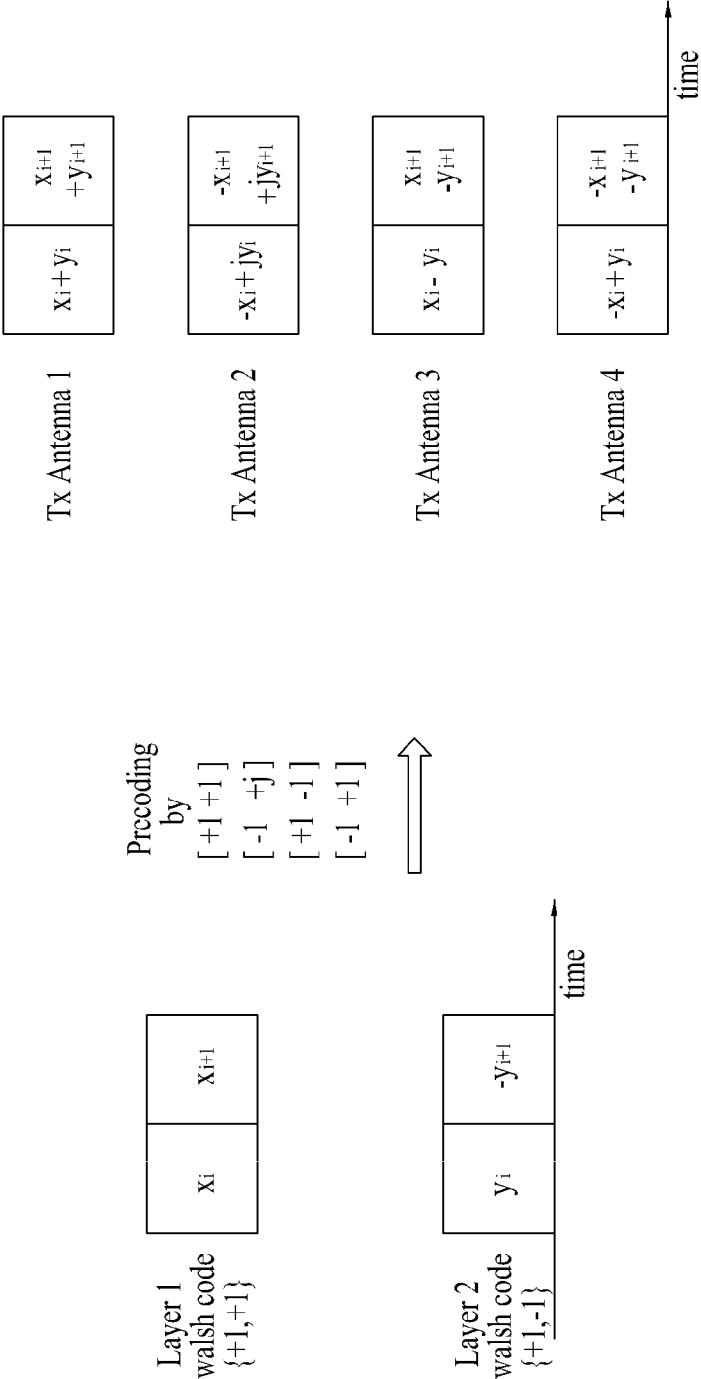 Layer 1
walsh code
{+1,+1}
xi
xi+1
Layer 2
walsh code
{+1,-1}
yi
-yi+1
time
Precoding
by
[ +1 +1 ]
[ -1 +j ]
[ +1 -1 ]
[ -1 +1 ]
Tx Antenna 1
xi+yi
xi+1
+yi+1
Tx Antenna 2
-xi+jyi
-xi+1
+jyi+1
Tx Antenna 3
xi- yi
xi+1
-yi+1
Tx Antenna 4
-xi+yi
-xi+1
-yi+1
time